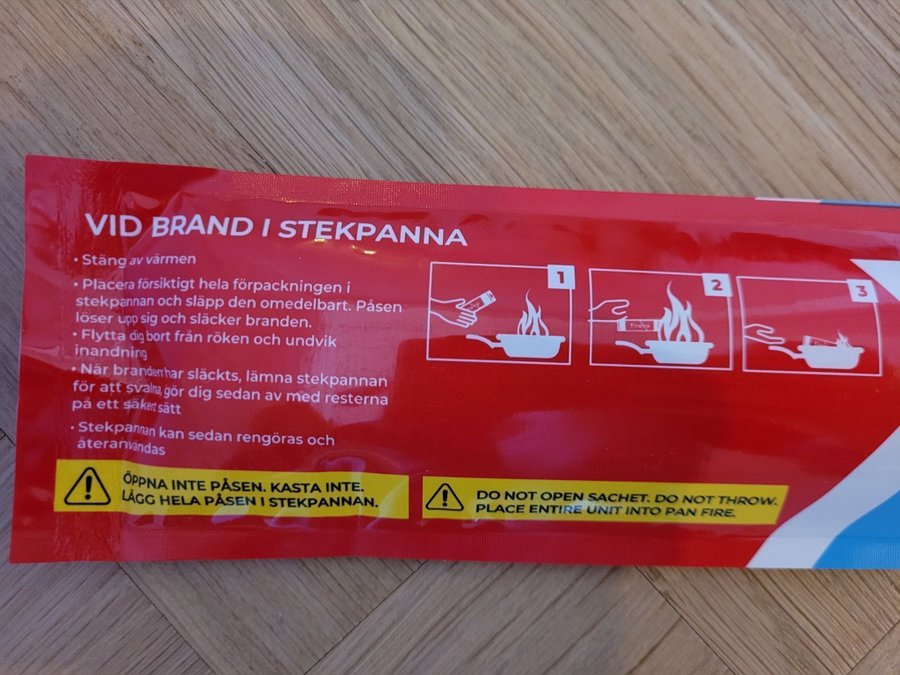 VID BRAND I STEKPANNA
• Stäng av värmen
• Placera försiktigt hela förpackningen i
stekpannan och släpp den omedelbart. Påsen
löser upp sig och släcker branden.
• Flytta dig bort från röken och undvik
inandning
• När branden har släckts, lämna stekpannan
för att svalna, gör dig sedan av med resterna
på ett säkert sätt
• Stekpannan kan sedan rengöras och
återanvändas
1
2
3
ÖPPNA INTE PÅSEN. KASTA INTE.
LÄGG HELA PÅSEN I STEKPANNAN.
DO NOT OPEN SACHET. DO NOT THROW.
PLACE ENTIRE UNIT INTO PAN FIRE.